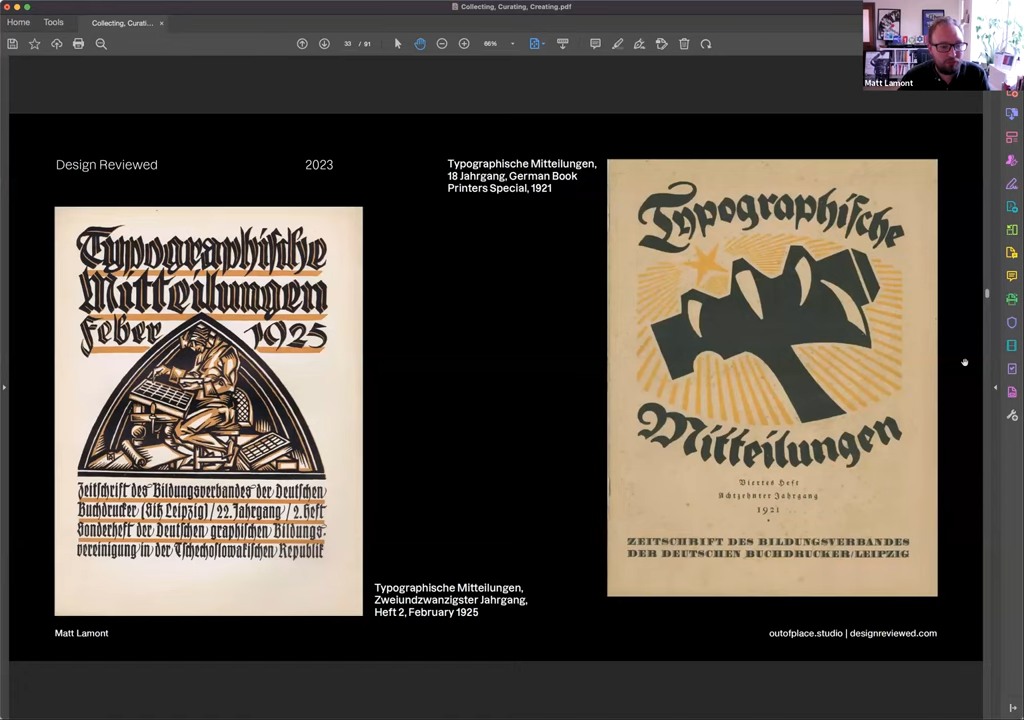 Collecting, Curating, Creating.pdf
Home
Tools
Collecting, Curati...
33 / 91
66%
Matt Lamont
Design Reviewed
2023
Typographische Mitteilungen,
18 Jahrgang, German Book
Printers Special, 1921
Typographische
Mitteilungen
Feber 1925
Zeitschrift des Bildungsverbandes der Deutschen
Buchdrucker (Sitz Leipzig) / 22. Jahrgang / 2. Heft
Sonderheft der Deutschen graphischen Bildungs-
vereinigung in der Tschechoslowakischen Republik
Typographische Mitteilungen,
Zweiundzwanzigster Jahrgang,
Heft 2, February 1925
Typographische
Mitteilungen
Viertes Heft
Achtzehnter Jahrgang
1921
ZEITSCHRIFT DES BILDUNGSVERBANDES
DER DEUTSCHEN BUCHDRUCKER/LEIPZIG
Matt Lamont
outofplace.studio | designreviewed.com